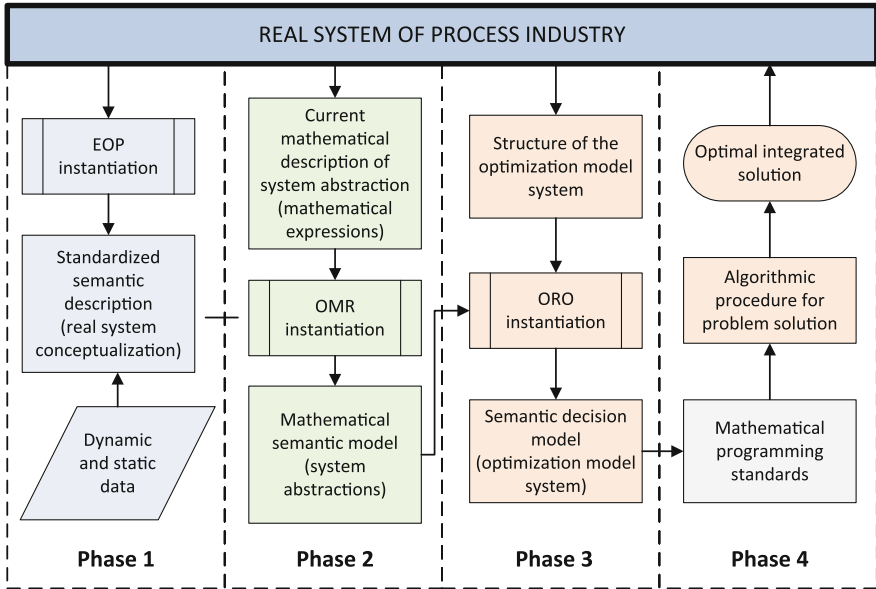 REAL SYSTEM OF PROCESS INDUSTRY
EOP
instantiation
Standardized
semantic
description
(real system
conceptualization)
Dynamic
and static
data
Phase 1
Current
mathematical
description of
system abstraction
(mathematical
expressions)
OMR
instantiation
Mathematical
semantic model
(system
abstractions)
Phase 2
Structure of the
optimization model
system
ORO
instantiation
Semantic decision
model
(optimization model
system)
Phase 3
Optimal integrated
solution
Algorithmic
procedure for
problem solution
Mathematical
programming
standards
Phase 4